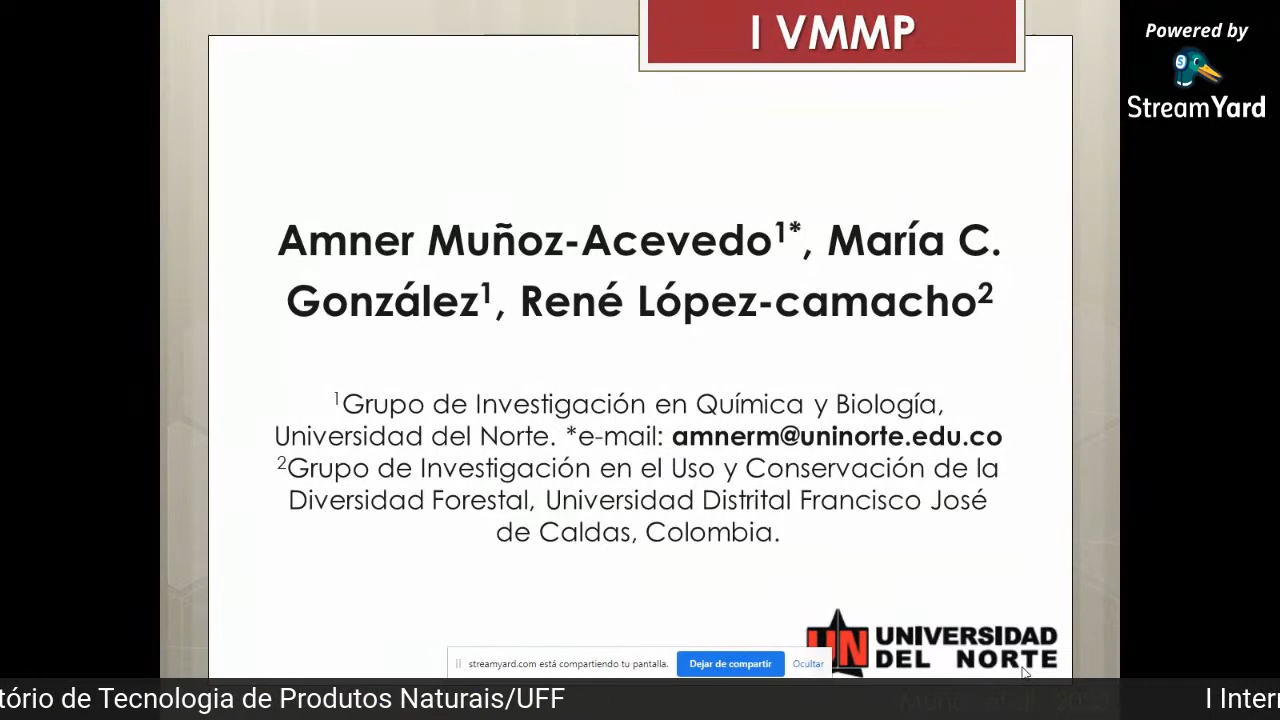 I VMMP
Powered by
StreamYard
Amner Muñoz-Acevedo1*, María C.
González1, René López-camacho2
1Grupo de Investigación en Química y Biología,
Universidad del Norte. *e-mail: amnerm@uninorte.edu.co
2Grupo de Investigación en el Uso y Conservación de la
Diversidad Forestal, Universidad Distrital Francisco José
de Caldas, Colombia.
UN UNIVERSIDAD
DEL NORTE
streamyard.com está compartiendo tu pantalla. Dejar de compartir Ocultar
tório de Tecnologia de Produtos Naturais/UFF
I Intern